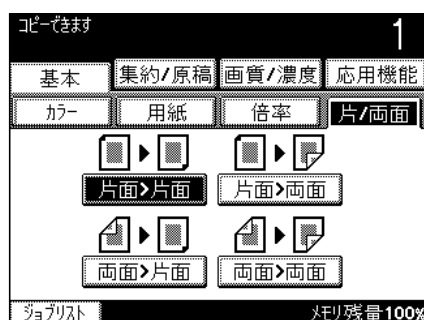 コピーできます
1
基本 集約/原稿 画質/濃度 応用機能
カラー 用紙 倍率 片/両面
片面>片面 片面>両面
両面>片面 両面>両面
ジョブリスト メモリ残量100%